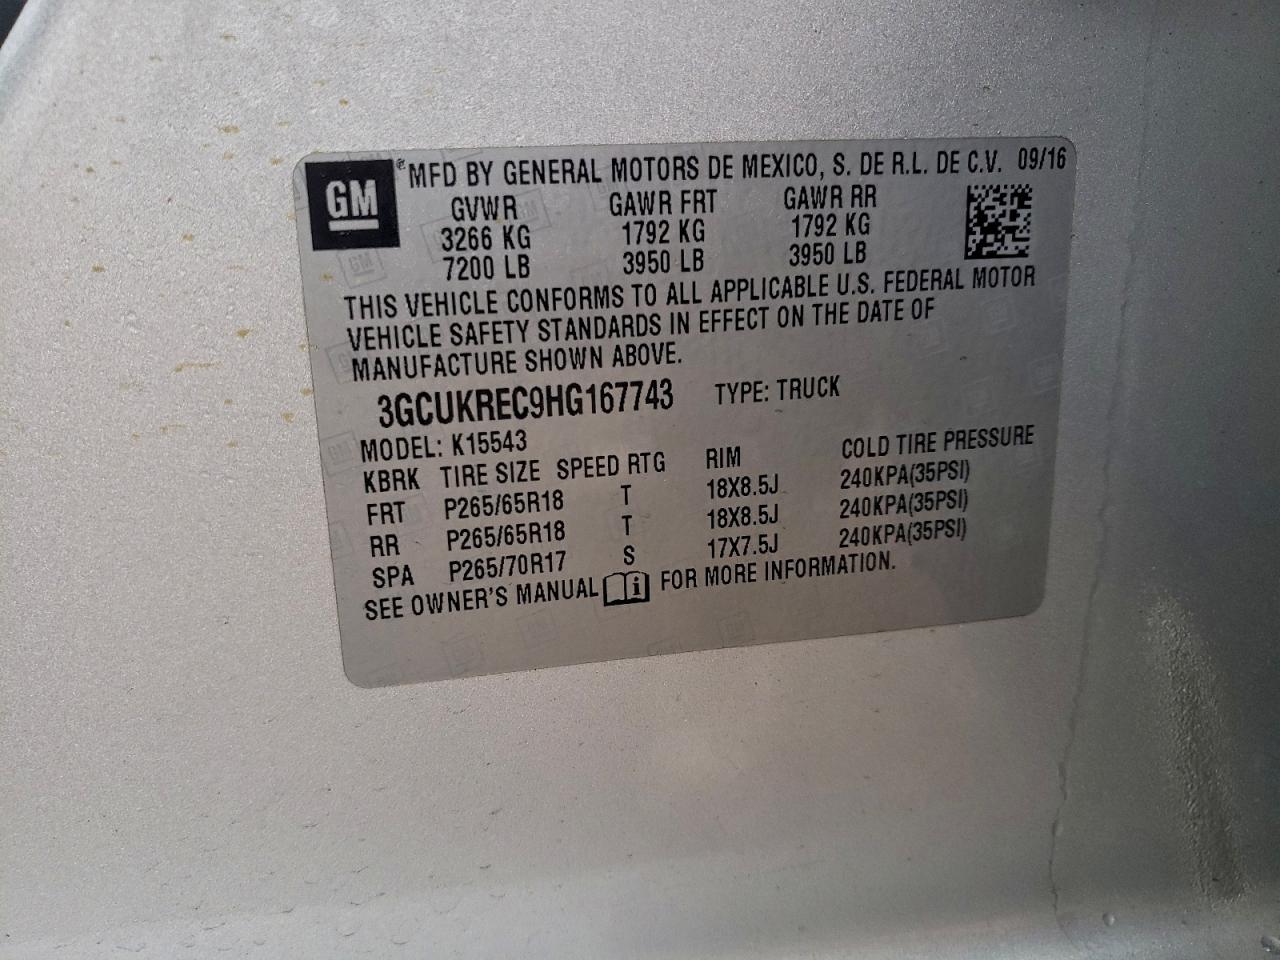 GM ® MFD BY GENERAL MOTORS DE MEXICO, S. DE R.L. DE C.V. 09/16
GVWR GAWR FRT GAWR RR
3266 KG 1792 KG 1792 KG
7200 LB 3950 LB 3950 LB
THIS VEHICLE CONFORMS TO ALL APPLICABLE U.S. FEDERAL MOTOR
VEHICLE SAFETY STANDARDS IN EFFECT ON THE DATE OF
MANUFACTURE SHOWN ABOVE.
3GCUKREC9HG167743 TYPE: TRUCK
MODEL: K15543
KBRK TIRE SIZE SPEED RTG RIM COLD TIRE PRESSURE
FRT P265/65R18 T 18X8.5J 240KPA(35PSI)
RR P265/65R18 T 18X8.5J 240KPA(35PSI)
SPA P265/70R17 S 17X7.5J 240KPA(35PSI)
SEE OWNER'S MANUAL i FOR MORE INFORMATION.